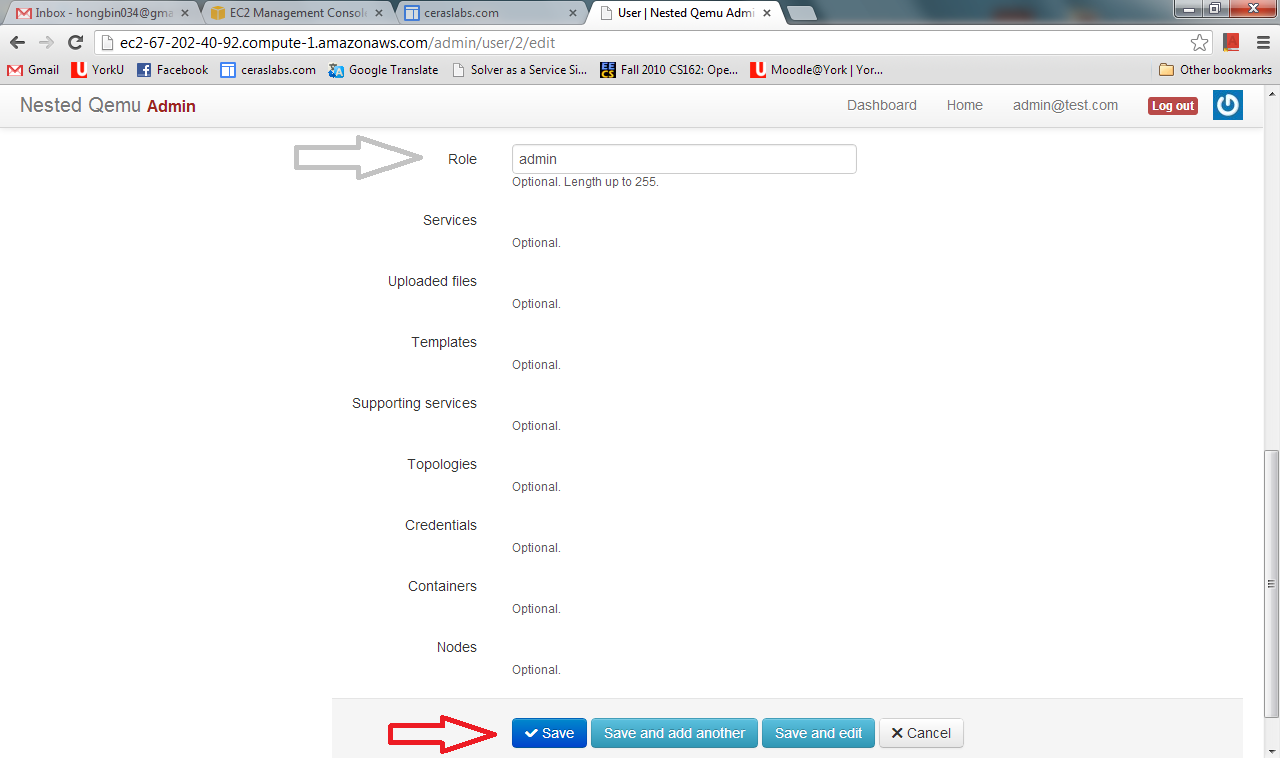 Inbox - hongbin034@gma
EC2 Management Console
ceraslabs.com
User | Nested Qemu Admi
ec2-67-202-40-92.compute-1.amazonaws.com/admin/user/2/edit
Gmail
YorkU
Facebook
ceraslabs.com
Google Translate
Solver as a Service Si...
Fall 2010 CS162: Ope...
Moodle@York | Yor...
Other bookmarks
Nested Qemu Admin
Dashboard
Home
admin@test.com
Log out
Role
admin
Optional. Length up to 255.
Services
Optional.
Uploaded files
Optional.
Templates
Optional.
Supporting services
Optional.
Topologies
Optional.
Credentials
Optional.
Containers
Optional.
Nodes
Optional.
Save
Save and add another
Save and edit
Cancel